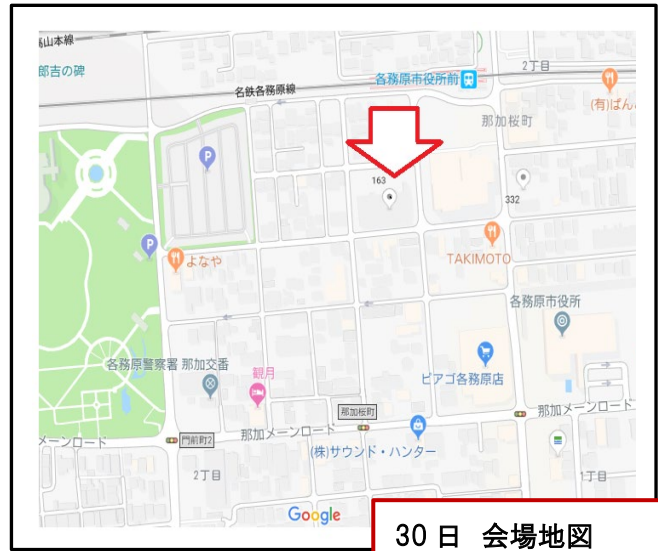 高山本線
郎吉の碑
名鉄各務原線
各務原市役所前
2丁目
(有)ばん
那加桜町
P
163
332
P
よなや
TAKIMOTO
各務原市役所
各務原警察署 那加交番
観月
ピアゴ各務原店
那加桜町
那加メーンロード
メーンロード
門前町2
那加メーンロード
(株)サウンド・ハンター
2丁目
1丁目
Google
30日 会場地図